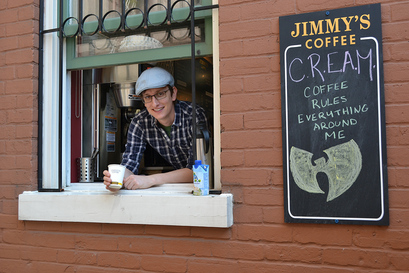 JIMMY'S
COFFEE
C.R.E.A.M.
COFFEE
RULES
EVERYTHING
AROUND
ME